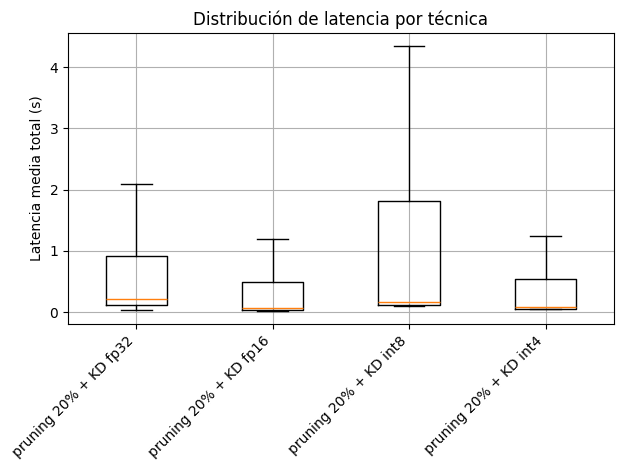 Distribución de latencia por técnica
Latencia media total (s)
4
3
2
1
0
pruning 20% + KD fp32
pruning 20% + KD fp16
pruning 20% + KD int8
pruning 20% + KD int4